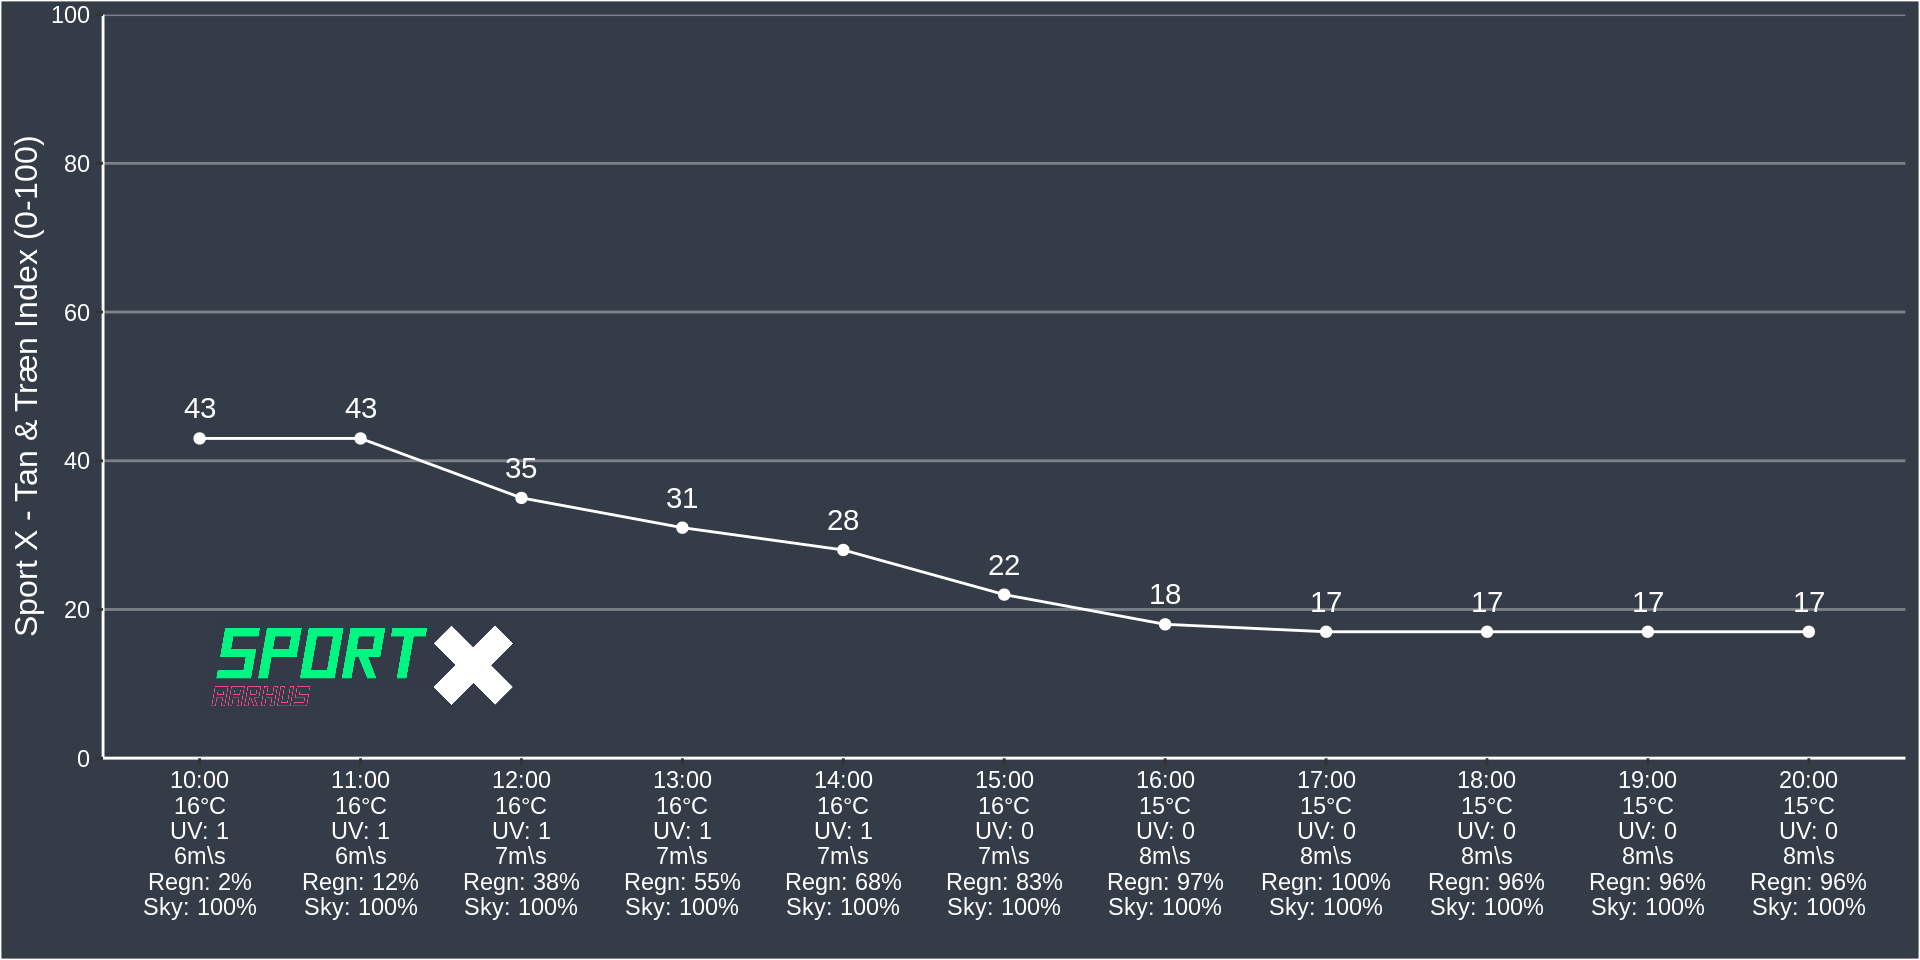 Sport X - Tan & Træn Index (0-100)
100
80
60
40
20
0
43
43
35
31
28
22
18
17
17
17
17
SPORT X
AARHUS
10:00 11:00 12:00 13:00 14:00 15:00 16:00 17:00 18:00 19:00 20:00
16°C 16°C 16°C 16°C 16°C 16°C 15°C 15°C 15°C 15°C 15°C
UV: 1 UV: 1 UV: 1 UV: 1 UV: 1 UV: 0 UV: 0 UV: 0 UV: 0 UV: 0 UV: 0
6m\s 6m\s 7m\s 7m\s 7m\s 7m\s 8m\s 8m\s 8m\s 8m\s 8m\s
Regn: 2% Regn: 12% Regn: 38% Regn: 55% Regn: 68% Regn: 83% Regn: 97% Regn: 100% Regn: 96% Regn: 96% Regn: 96%
Sky: 100% Sky: 100% Sky: 100% Sky: 100% Sky: 100% Sky: 100% Sky: 100% Sky: 100% Sky: 100% Sky: 100% Sky: 100%